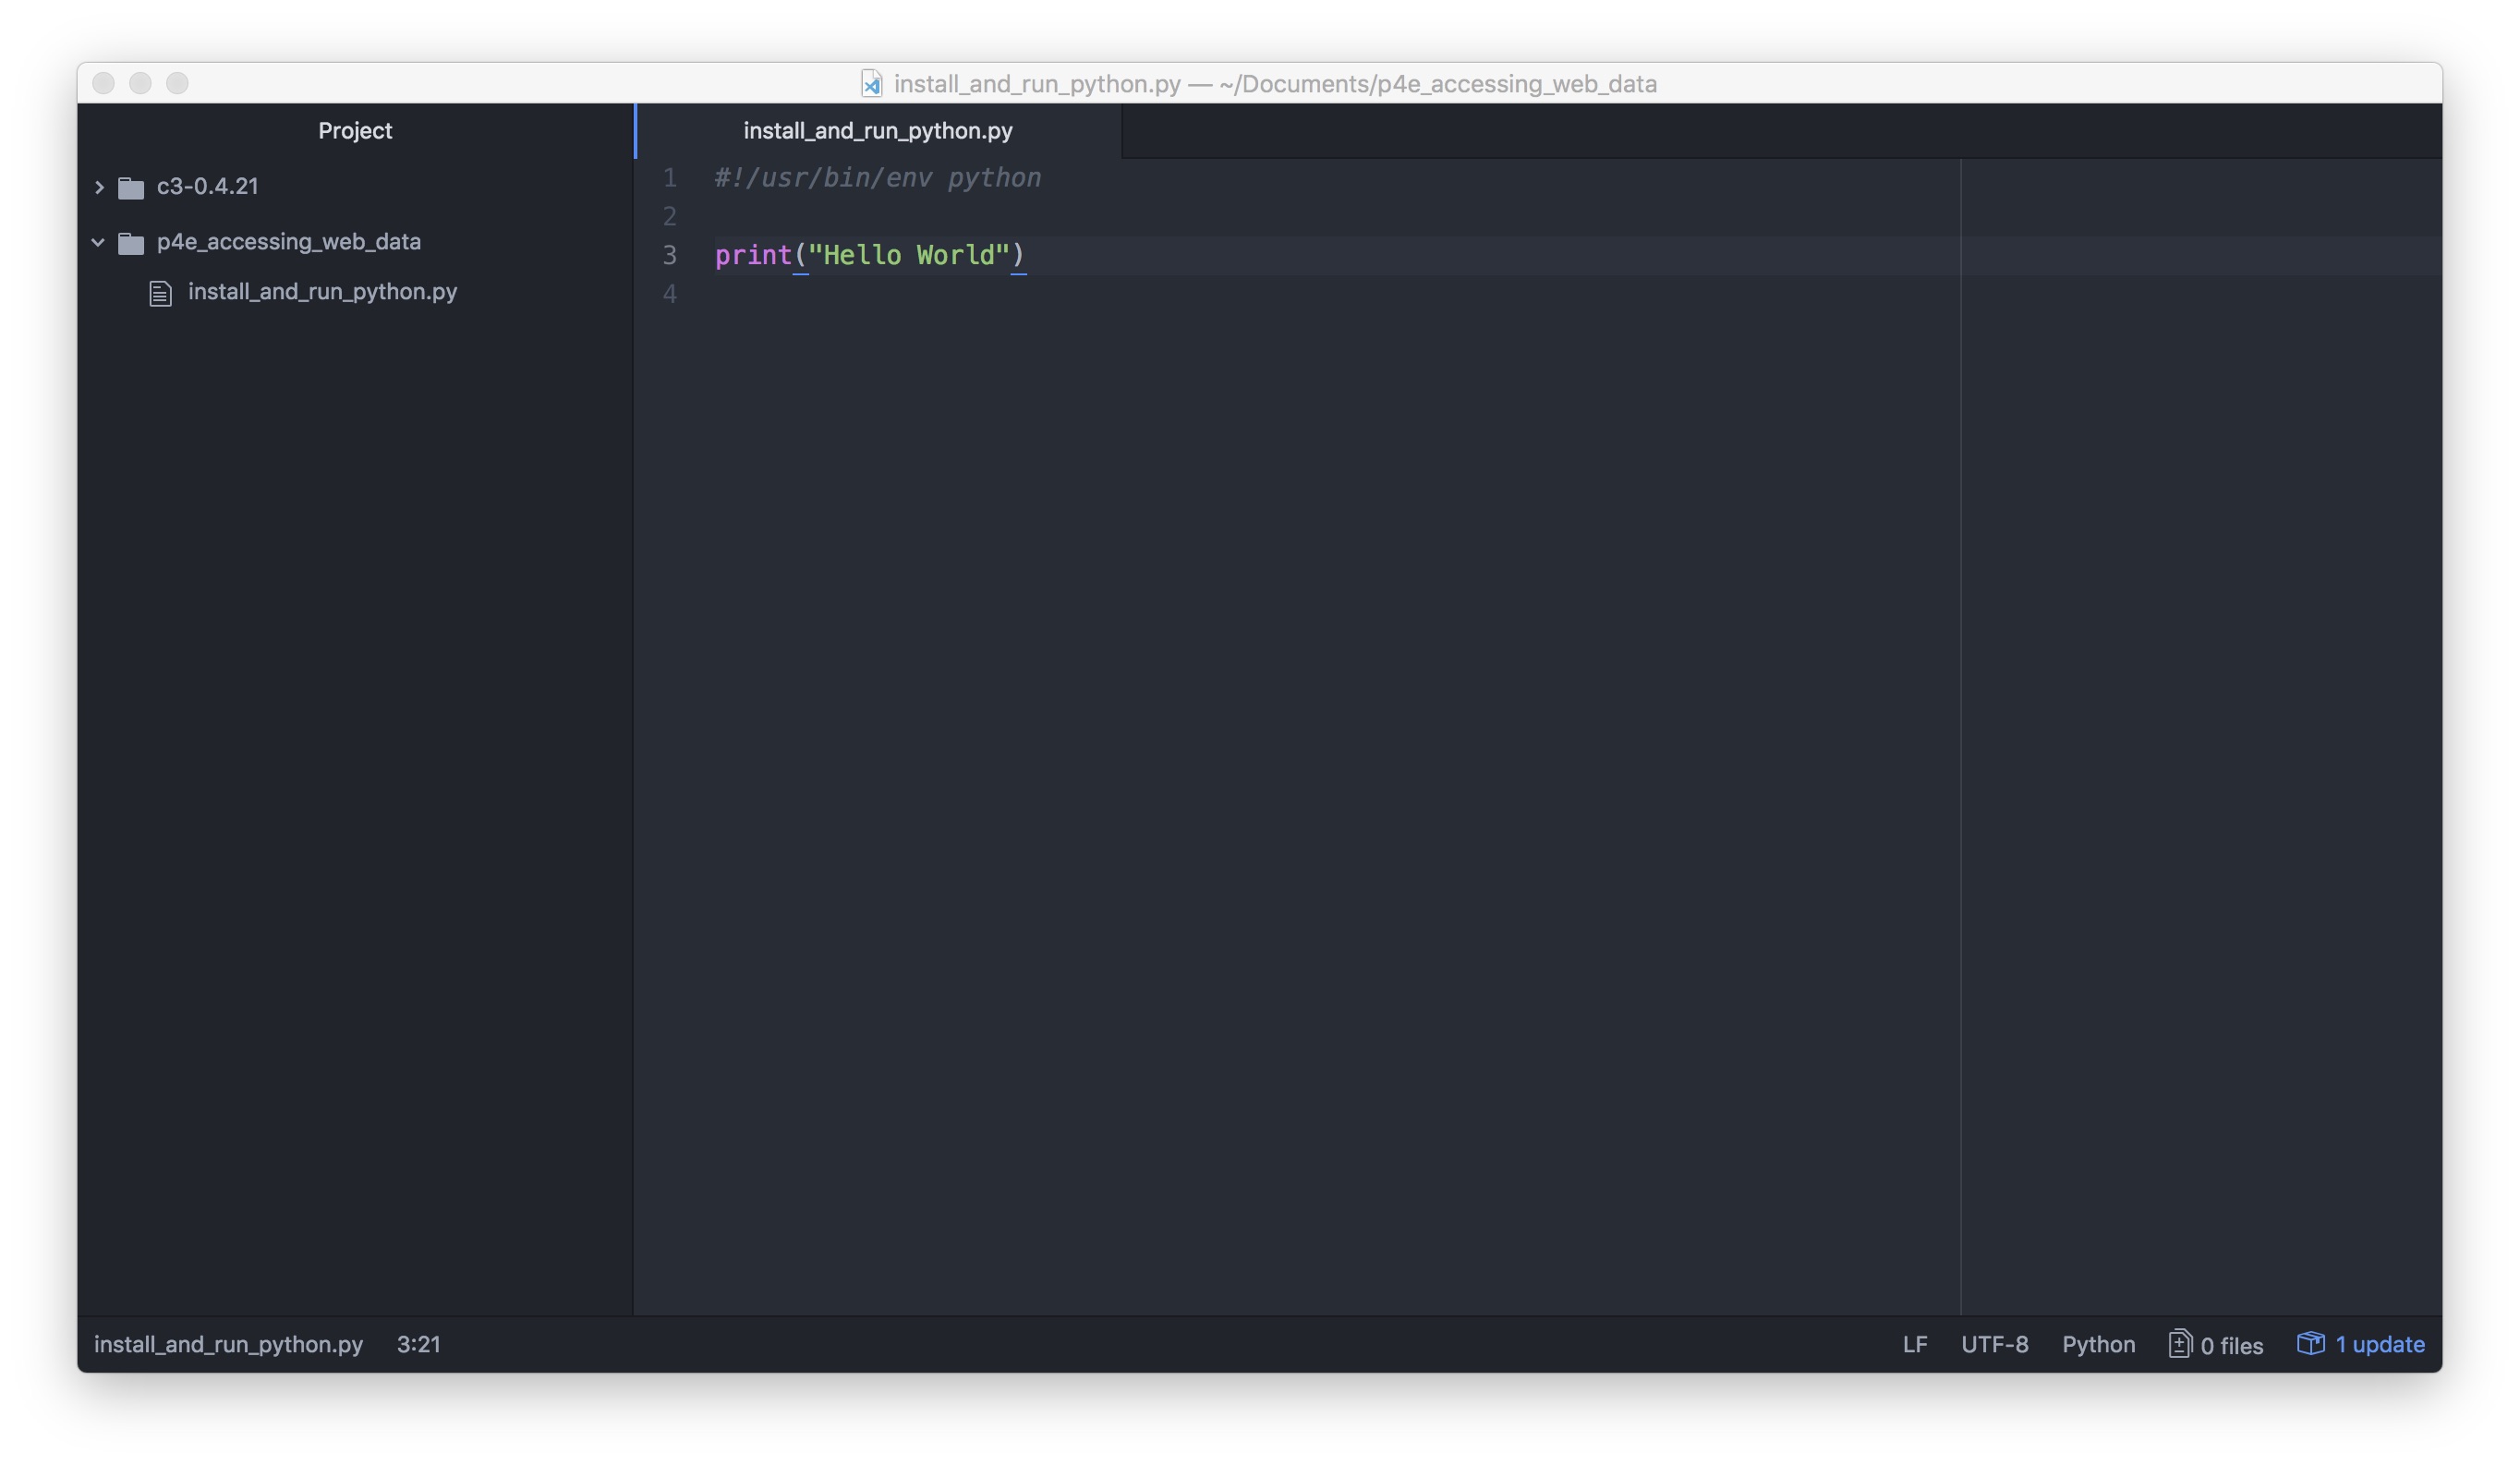 install_and_run_python.py — ~/Documents/p4e_accessing_web_data
Project
c3-0.4.21
p4e_accessing_web_data
install_and_run_python.py
install_and_run_python.py
1 #!/usr/bin/env python
2
3 print("Hello World")
4
install_and_run_python.py 3:21 LF UTF-8 Python 0 files 1 update